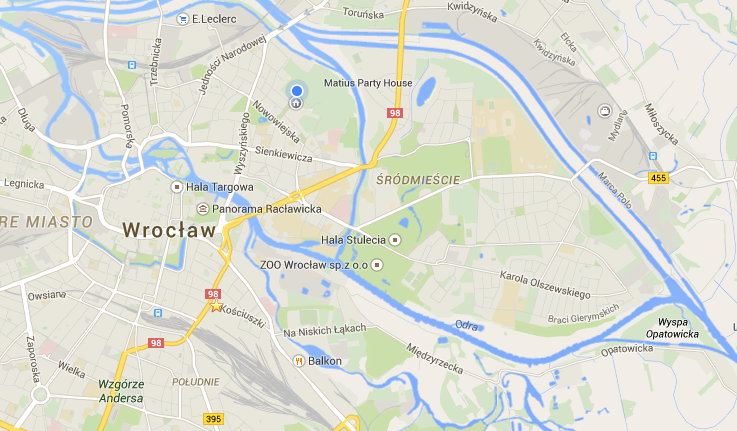 Toruńska
Kwidzyńska
E.Leclerc
Trzebnicka
Jedności Narodowej
Ełcka
Kwidzyńska
Matius Party House
Nowowiejska
Pomorska
Wyszyńskiego
98
Długa
Mydlana
Miłoszycka
Sienkiewicza
Legnicka
Hala Targowa
ŚRÓDMIEŚCIE
455
Marca Polo
Panorama Racławicka
RE MIASTO
Wrocław
Hala Stulecia
ZOO Wrocław sp.z o.o
Karola Olszewskiego
Owsiana
98
Kościuszki
Braci Gierymskich
Odra
Wyspa
Opatowicka
Na Niskich Łąkach
98
Międzyrzecka
Opatowicka
Zaporoska
Wielka
Balkon
Wzgórze
Andersa
POŁUDNIE
395